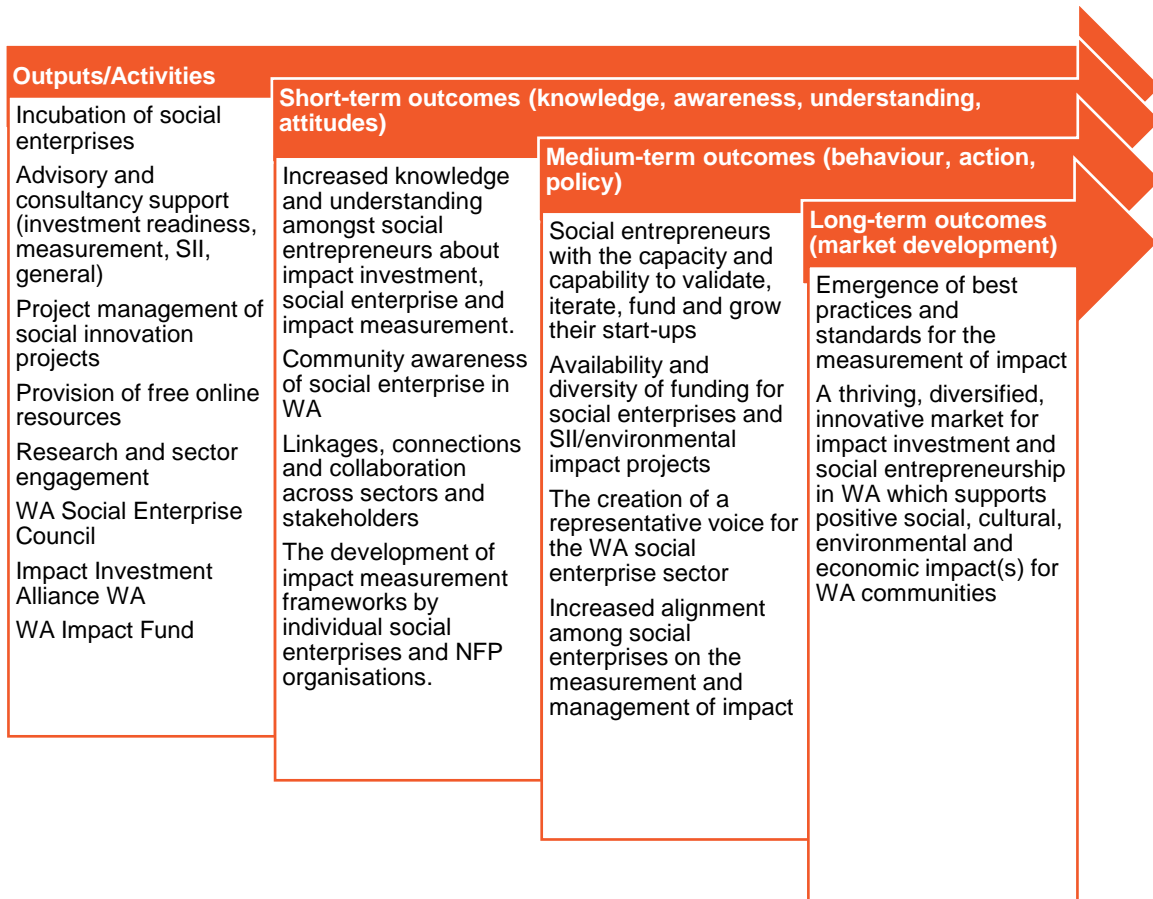 Outputs/Activities
Incubation of social
enterprises
Advisory and
consultancy support
(investment readiness,
measurement, SII,
general)
Project management of
social innovation
projects
Provision of free online
resources
Research and sector
engagement
WA Social Enterprise
Council
Impact Investment
Alliance WA
WA Impact Fund
Short-term outcomes (knowledge, awareness, understanding,
attitudes)
Increased knowledge
and understanding
amongst social
entrepreneurs about
impact investment,
social enterprise and
impact measurement.
Community awareness
of social enterprise in
WA
Linkages, connections
and collaboration
across sectors and
stakeholders
The development of
impact measurement
frameworks by
individual social
enterprises and NFP
organisations.
Medium-term outcomes (behaviour, action,
policy)
Social entrepreneurs
with the capacity and
capability to validate,
iterate, fund and grow
their start-ups
Availability and
diversity of funding for
social enterprises and
SII/environmental
impact projects
The creation of a
representative voice for
the WA social
enterprise sector
Increased alignment
among social
enterprises on the
measurement and
management of impact
Long-term outcomes
(market development)
Emergence of best
practices and
standards for the
measurement of impact
A thriving, diversified,
innovative market for
impact investment and
social entrepreneurship
in WA which supports
positive social, cultural,
environmental and
economic impact(s) for
WA communities